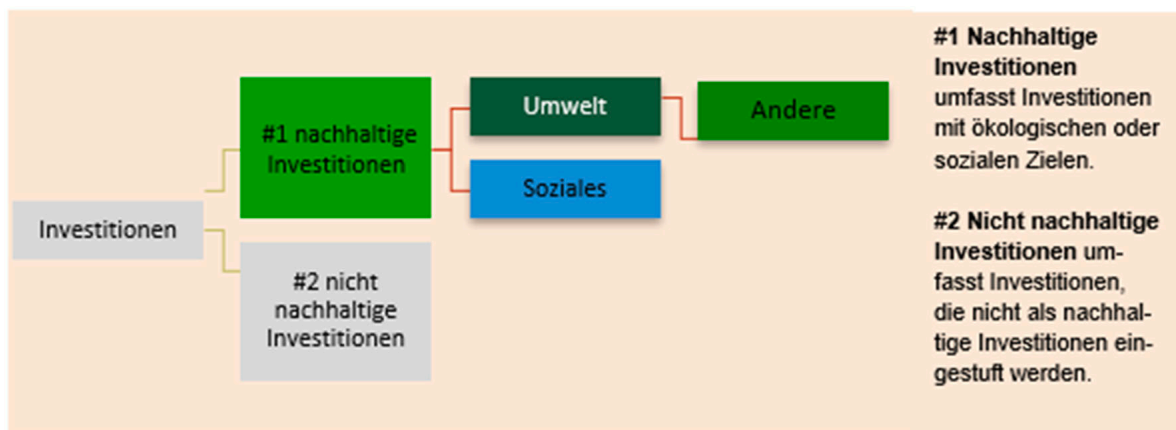 Investitionen
#1 nachhaltige
Investitionen
#2 nicht
nachhaltige
Investitionen
Umwelt
Soziales
Andere
#1 Nachhaltige
Investitionen
umfasst Investitionen
mit ökologischen oder
sozialen Zielen.
#2 Nicht nachhaltige
Investitionen um-
fasst Investitionen,
die nicht als nachhal-
tige Investitionen ein-
gestuft werden.